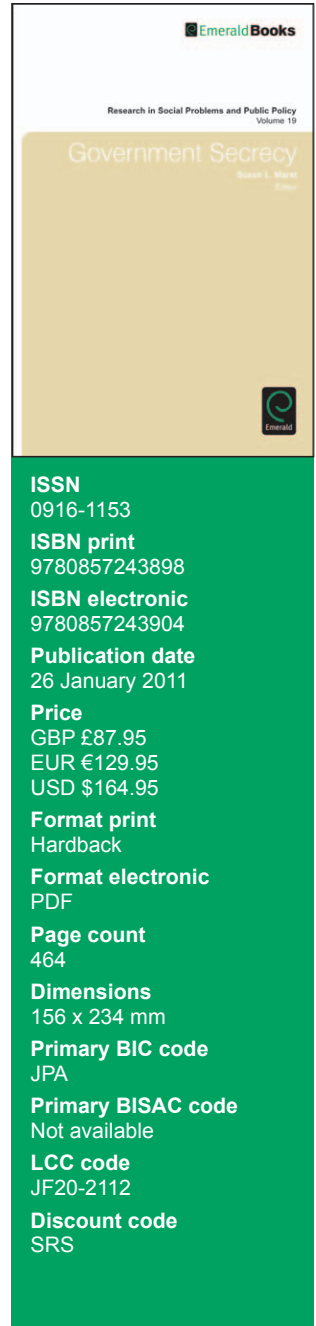 Emerald Books
Research in Social Problems and Public Policy
Volume 19
Government Secrecy
Susan L. Maret
Editor
Emerald
ISSN
0916-1153
ISBN print
9780857243898
ISBN electronic
9780857243904
Publication date
26 January 2011
Price
GBP £87.95
EUR €129.95
USD $164.95
Format print
Hardback
Format electronic
PDF
Page count
464
Dimensions
156 x 234 mm
Primary BIC code
JPA
Primary BISAC code
Not available
LCC code
JF20-2112
Discount code
SRS